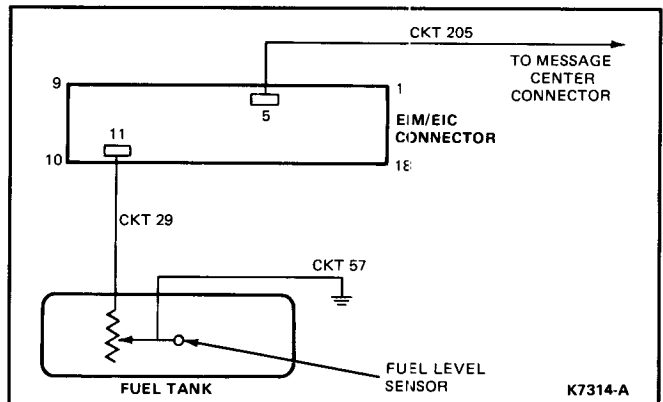 CKT 205
TO MESSAGE
CENTER
CONNECTOR
9
1
5
EIM/EIC
CONNECTOR
11
10
18
CKT 29
CKT 57
FUEL TANK
FUEL LEVEL
SENSOR
K7314-A